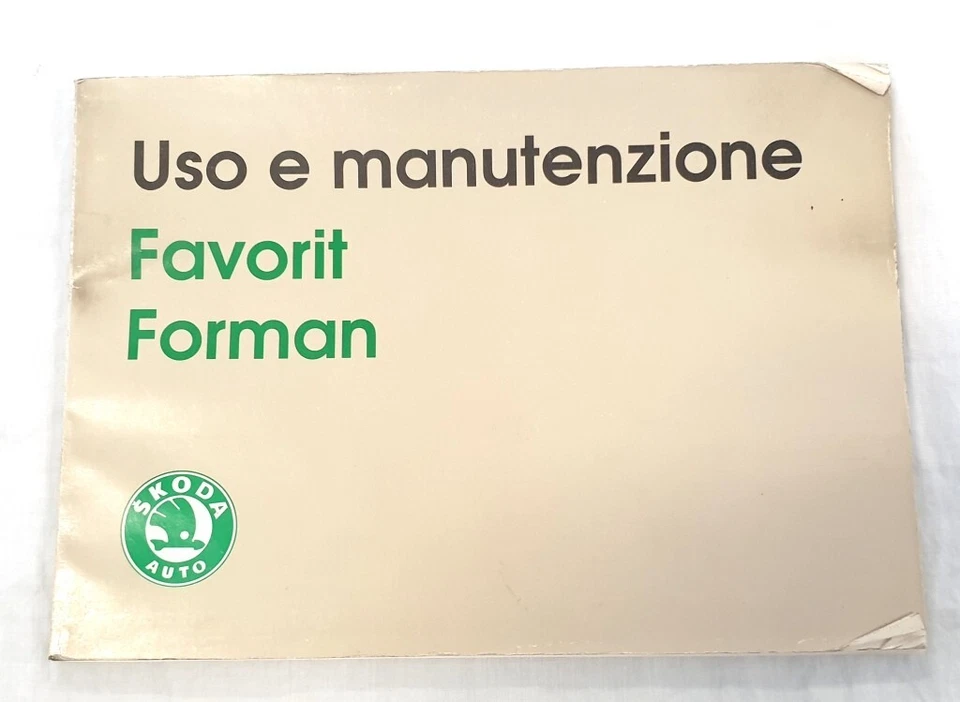 Uso e manutenzione
Favorit
Forman
ŠKODA
AUTO